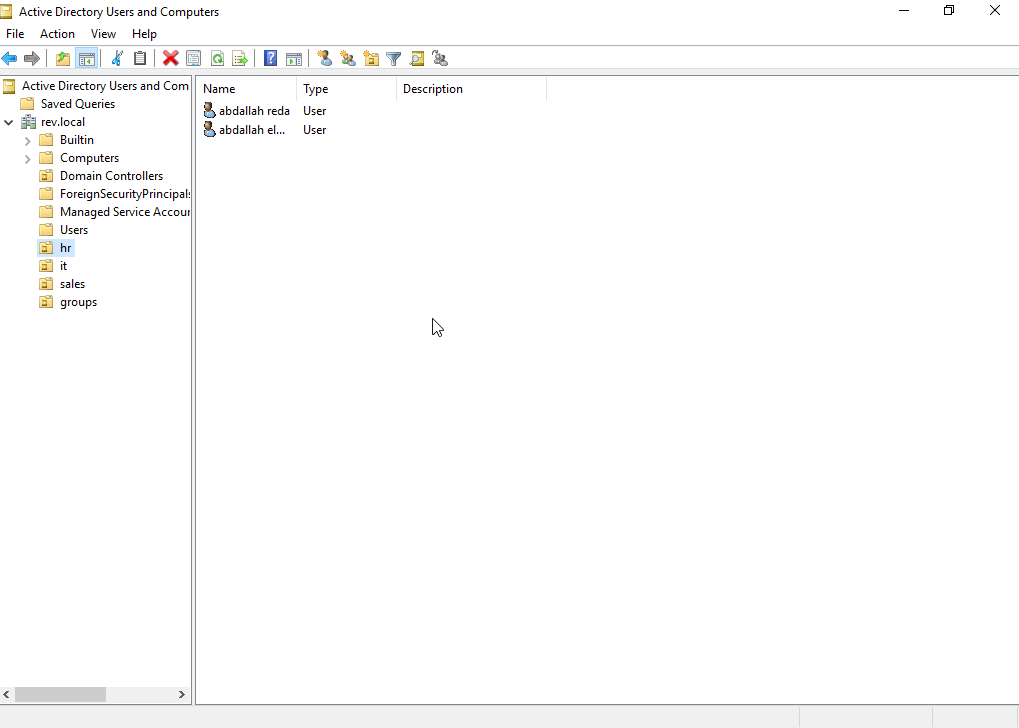 Active Directory Users and Computers
File Action View Help
Active Directory Users and Com
Saved Queries
rev.local
Builtin
Computers
Domain Controllers
ForeignSecurityPrincipals
Managed Service Accour
Users
hr
it
sales
groups
Name Type Description
abdallah reda User
abdallah el... User